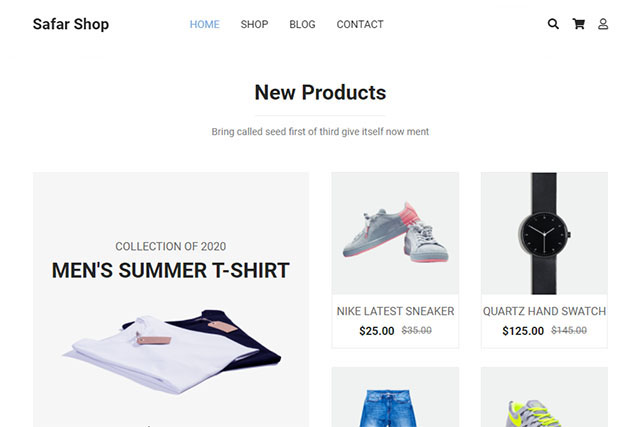 Safar Shop
HOME SHOP BLOG CONTACT
New Products
Bring called seed first of third give itself now ment
COLLECTION OF 2020
MEN'S SUMMER T-SHIRT
NIKE LATEST SNEAKER
$25.00 $35.00
QUARTZ HAND SWATCH
$125.00 $145.00